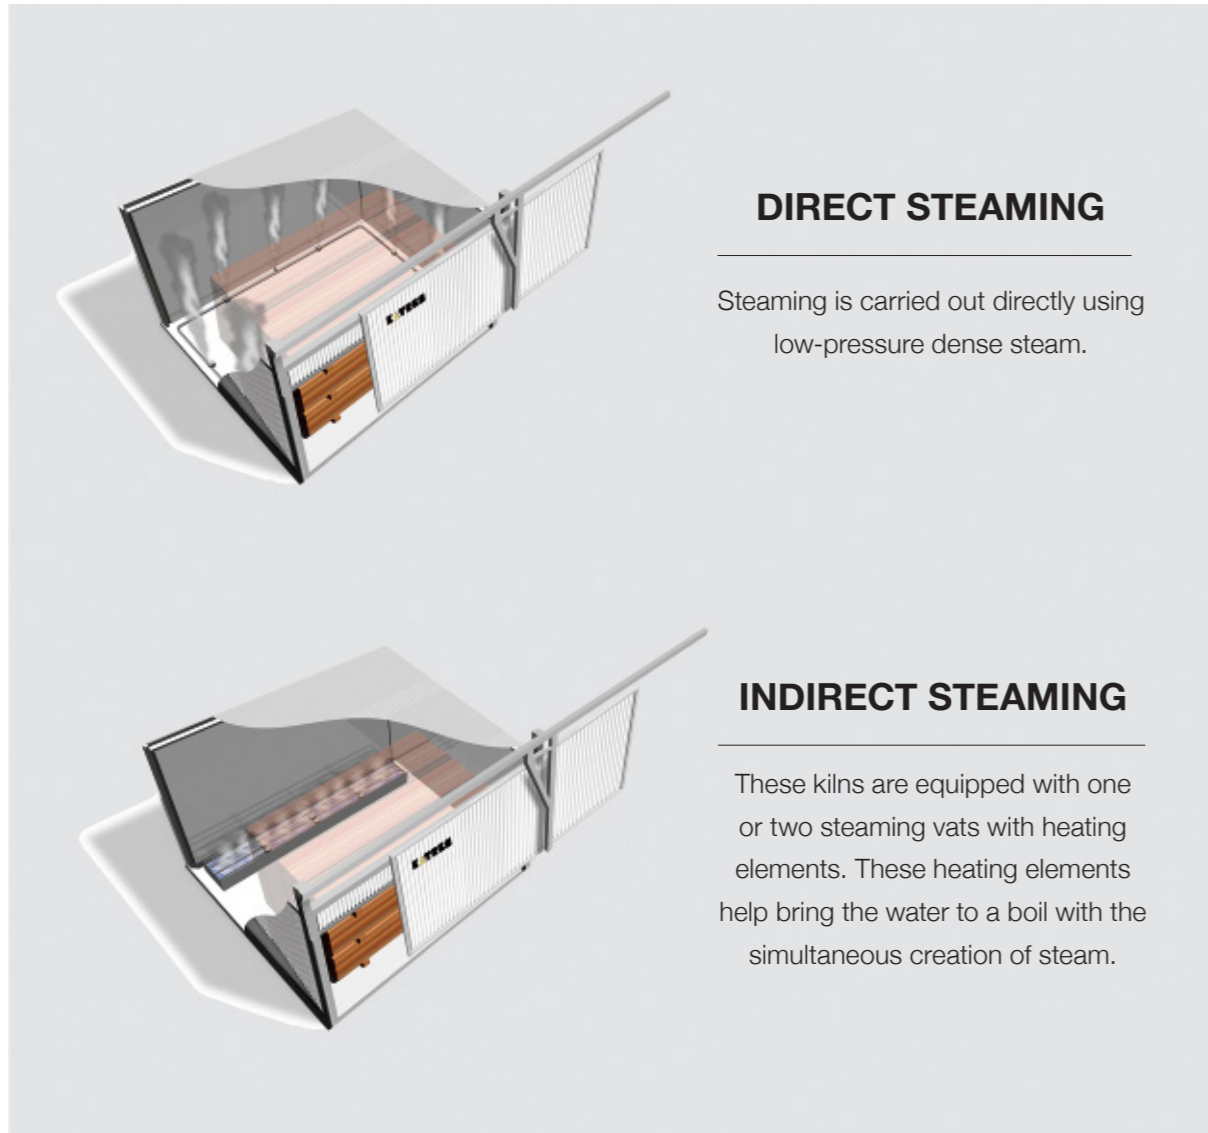 DIRECT STEAMING
Steaming is carried out directly using
low-pressure dense steam.
INDIRECT STEAMING
These kilns are equipped with one
or two steaming vats with heating
elements. These heating elements
help bring the water to a boil with the
simultaneous creation of steam.